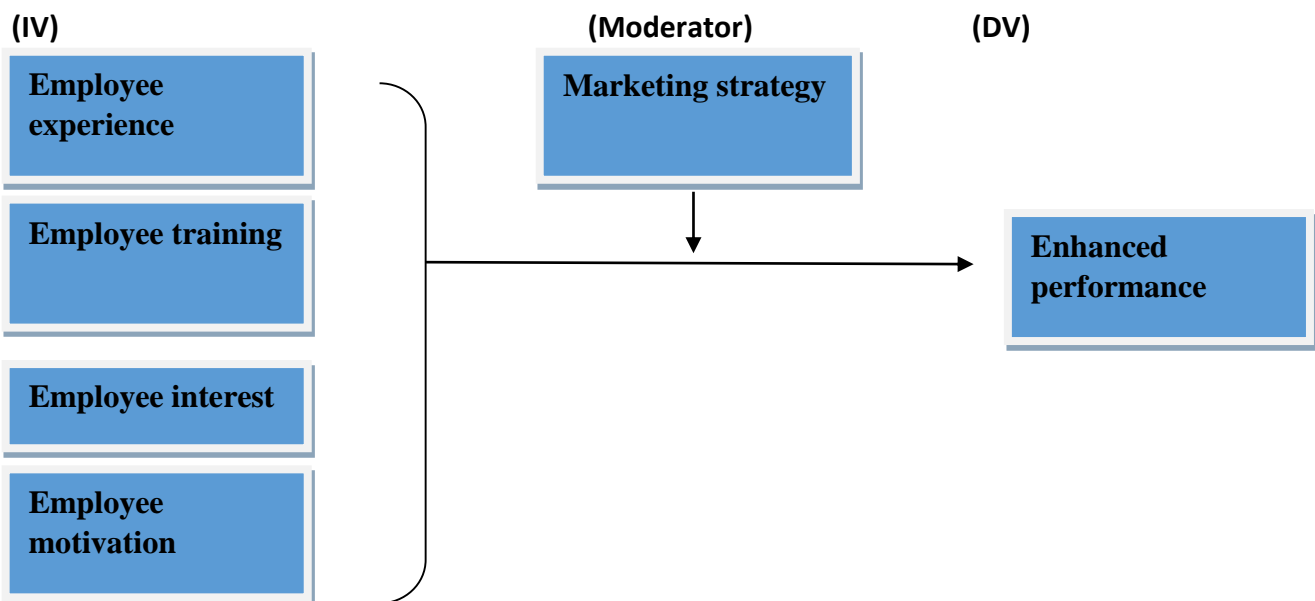 (IV)
(Moderator)
(DV)
Employee
experience
Marketing strategy
Employee training
Enhanced
performance
Employee interest
Employee
motivation